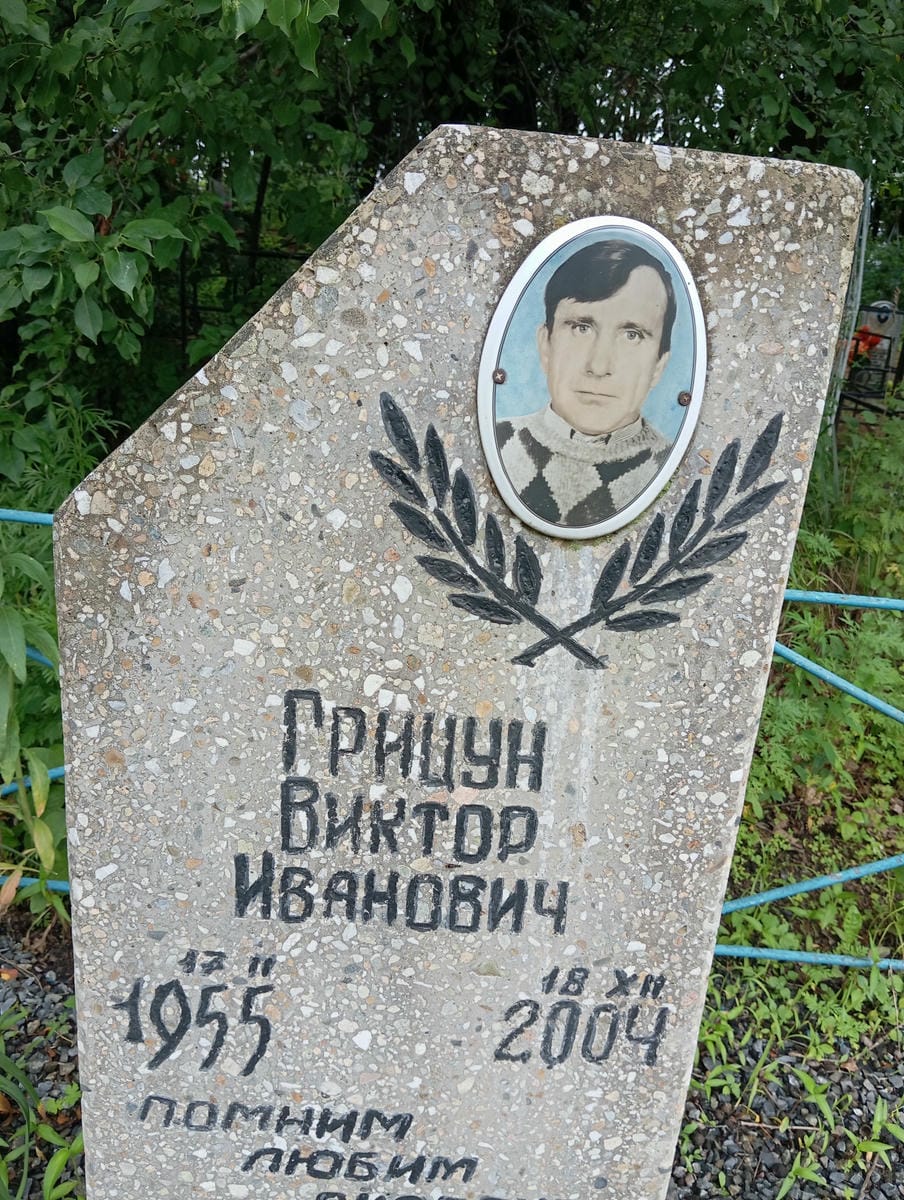 Грицун
Виктор
Иванович
17 II 18 XII
1955 2004
помним
любим